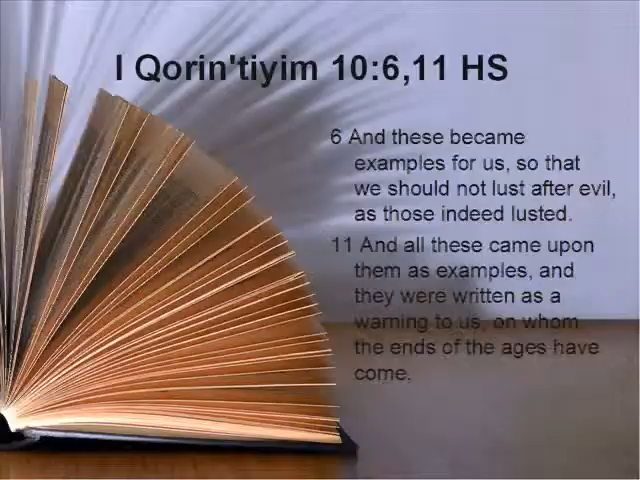 I Qorin'tiyim 10:6,11 HS
6 And these became
examples for us, so that
we should not lust after evil,
as those indeed lusted.
11 And all these came upon
them as examples, and
they were written as a
warning to us, on whom
the ends of the ages have
come.